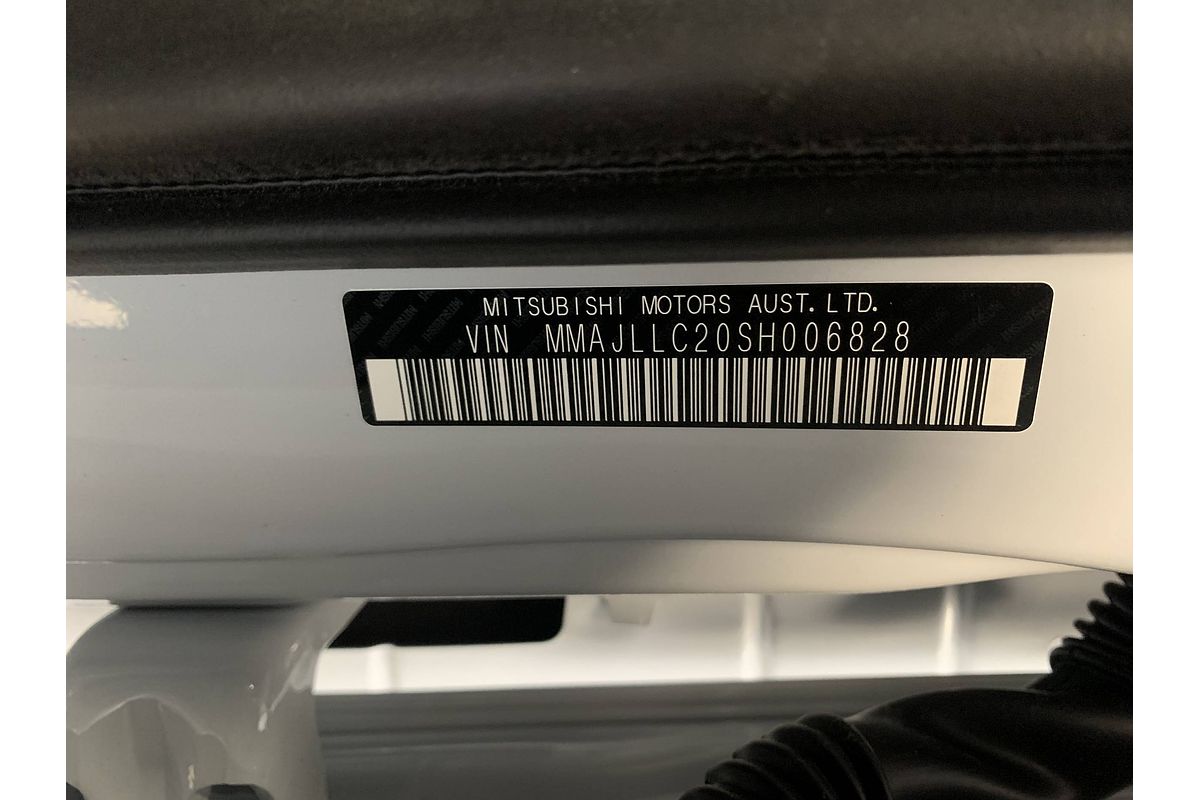 MITSUBISHI MOTORS AUST. LTD.
VIN MMAJLLC20SH006828